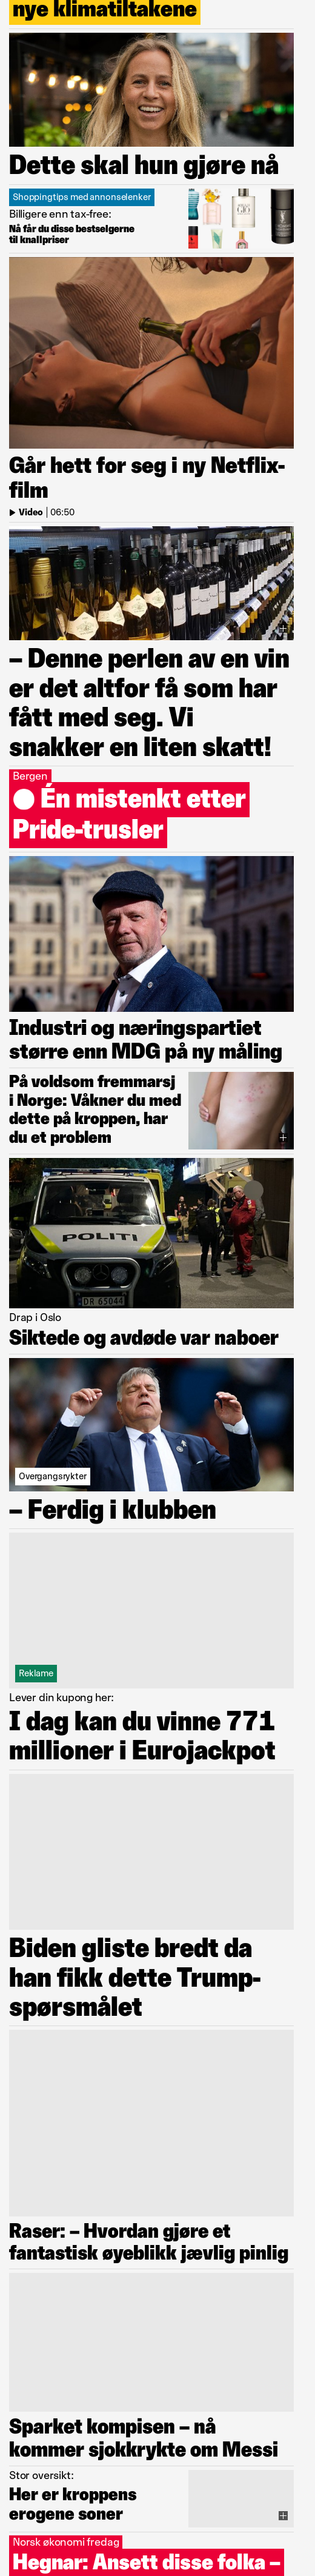 nye klimatiltakene
Dette skal hun gjøre nå
Shoppingtips med annonselenker
Billigere enn tax-free:
Nå får du disse bestselgerne
til knallpriser
Går hett for seg i ny Netflix-
film
Video | 06:50
– Denne perlen av en vin
er det altfor få som har
fått med seg. Vi
snakker en liten skatt!
Bergen
Én mistenkt etter
Pride-trusler
Industri og næringspartiet
større enn MDG på ny måling
På voldsom fremmarsj
i Norge: Våkner du med
dette på kroppen, har
du et problem
POLITI
DR 65044
Drap i Oslo
Siktede og avdøde var naboer
Overgangsrykter
– Ferdig i klubben
Reklame
Lever din kupong her:
I dag kan du vinne 771
millioner i Eurojackpot
Biden gliste bredt da
han fikk dette Trump-
spørsmålet
Raser: – Hvordan gjøre et
fantastisk øyeblikk jævlig pinlig
Sparket kompisen – nå
kommer sjokkrykte om Messi
Stor oversikt:
Her er kroppens
erogene soner
Norsk økonomi fredag
Hegnar: Ansett disse folka –